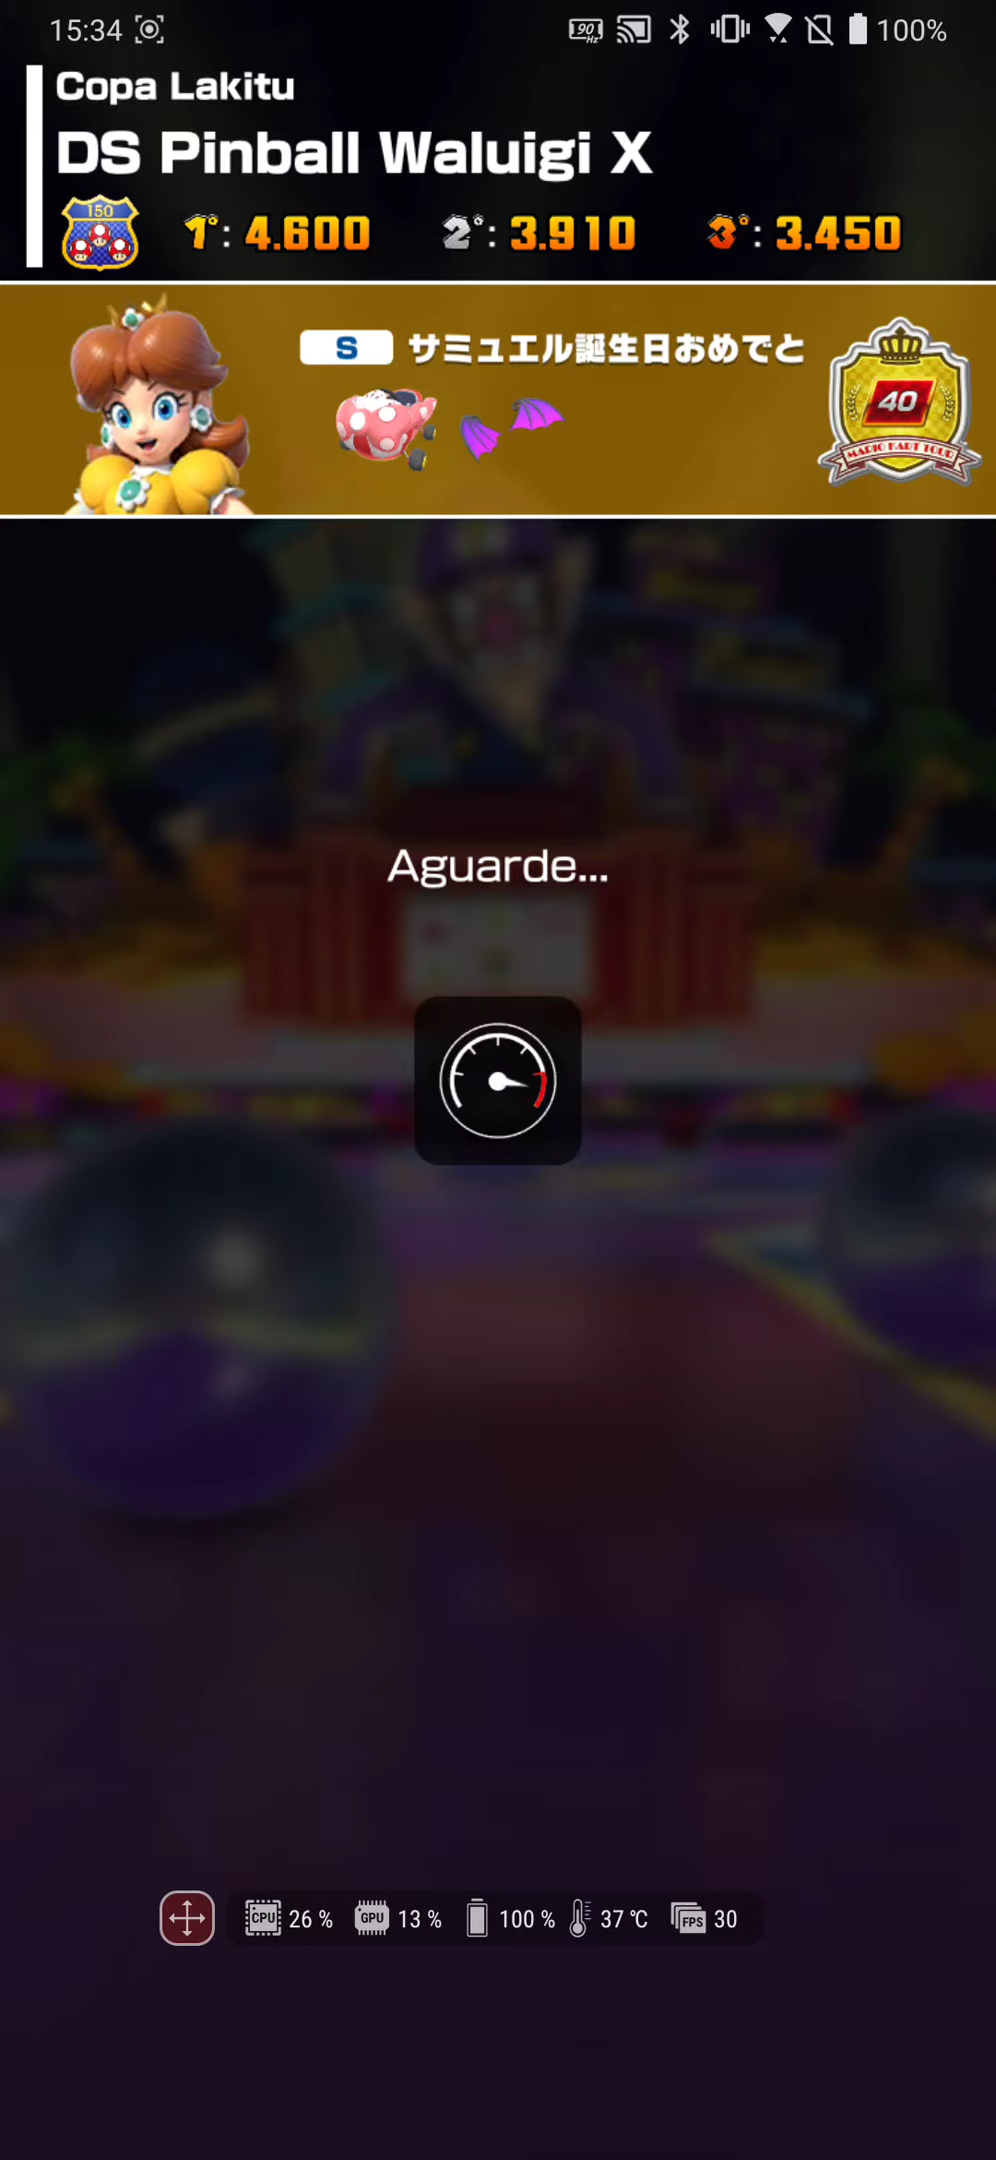 15:34 90Hz 100%
Copa Lakitu
DS Pinball Waluigi X
150 1°: 4.600 2°: 3.910 3°: 3.450
S サミュエル誕生日おめでと
40
MARIO KART TOUR
Aguarde...
CPU 26 % GPU 13 % 100 % 37 ℃ FPS 30